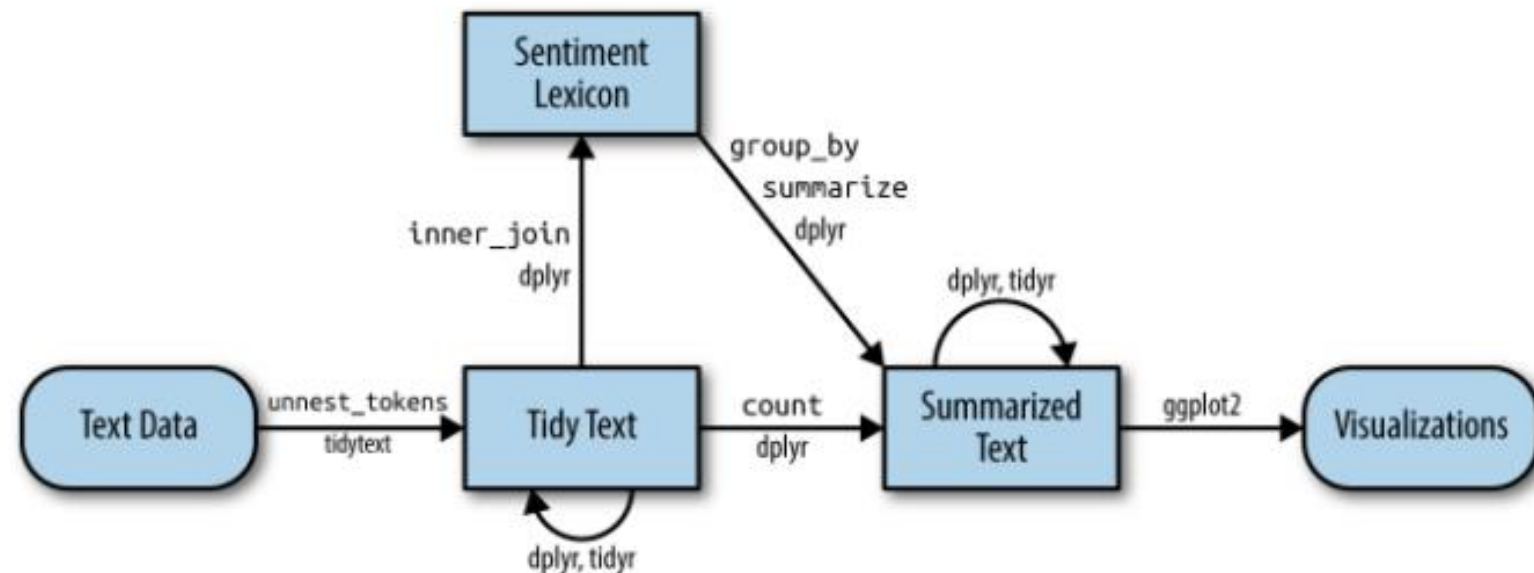 Sentiment
Lexicon
group_by
summarize
dplyr
inner_join
dplyr
dplyr, tidyr
Text Data
unnest_tokens
tidytext
Tidy Text
count
dplyr
Summarized
Text
ggplot2
Visualizations
dplyr, tidyr